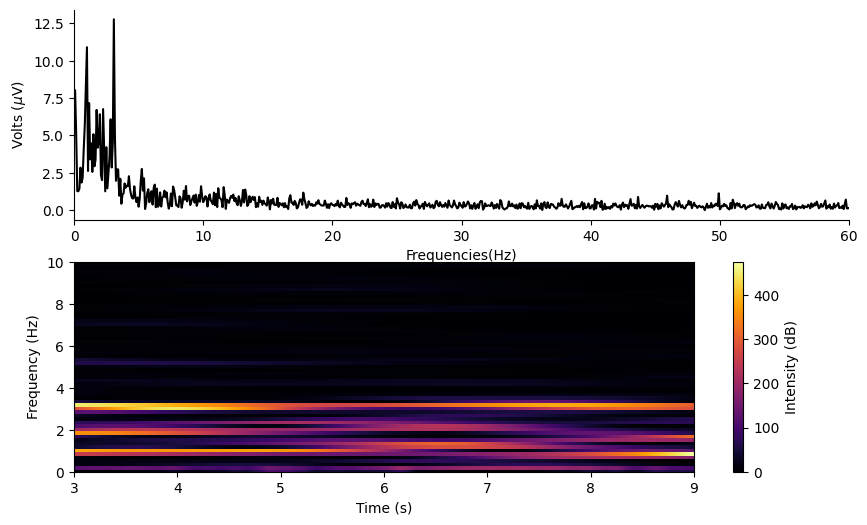 12.5
10.0
7.5
5.0
2.5
0.0
Volts (μV)
0 10 20 30 40 50 60
Frequencies(Hz)
10
8
6
4
2
0
Frequency (Hz)
3 4 5 6 7 8 9
Time (s)
400
300
200
100
0
Intensity (dB)